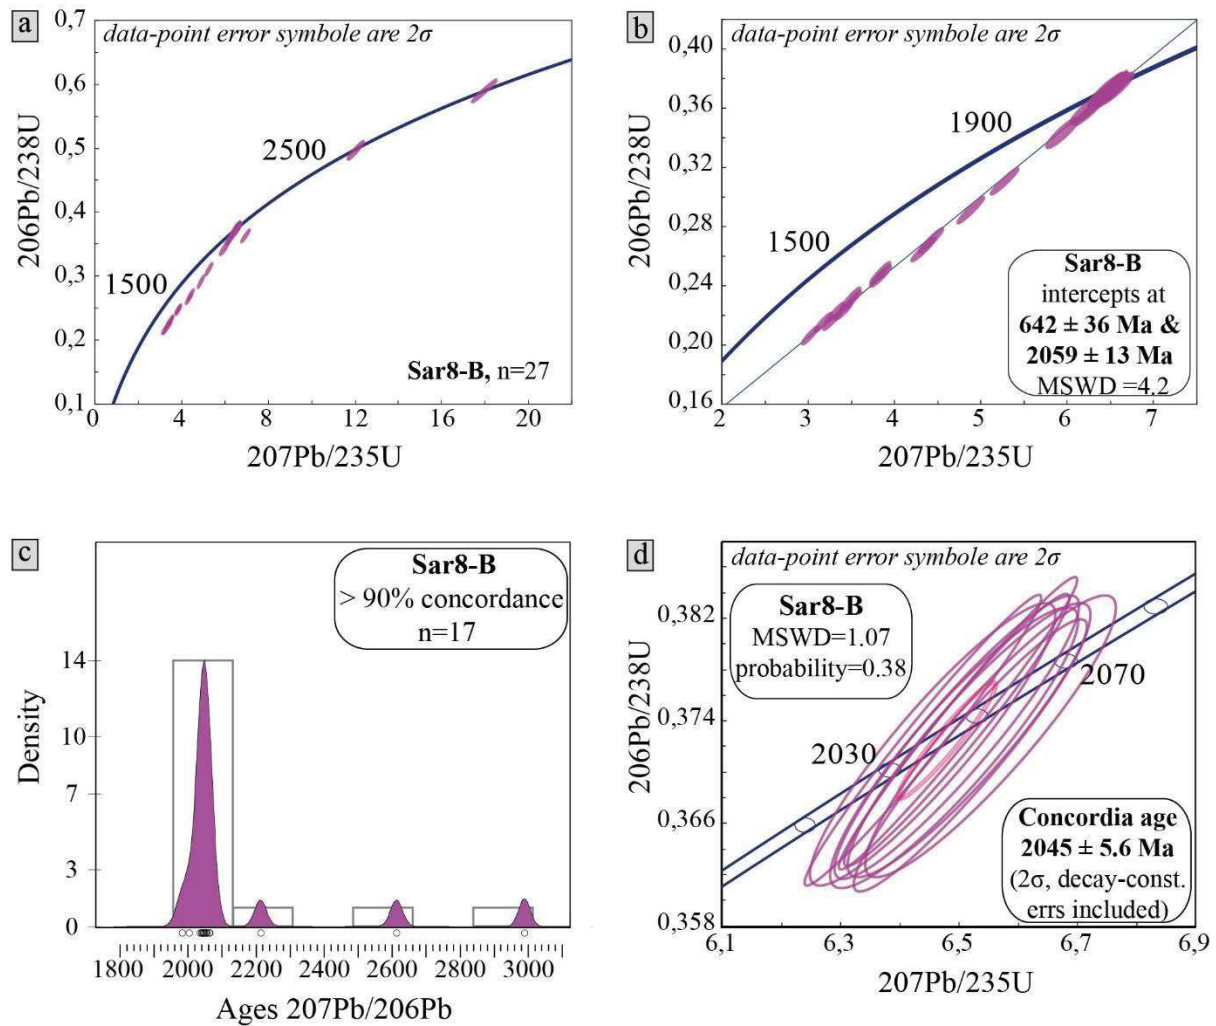 a
data-point error symbole are 2σ
0,7
0,6
0,5
0,4
0,3
0,2
0,1
206Pb/238U
2500
1500
Sar8-B, n=27
0
4
8
12
16
20
207Pb/235U
b
data-point error symbole are 2σ
0,40
0,36
0,32
0,28
0,24
0,20
0,16
206Pb/238U
1900
1500
Sar8-B
intercepts at
642 ± 36 Ma &
2059 ± 13 Ma
MSWD =4.2
2
3
4
5
6
7
207Pb/235U
c
Sar8-B
> 90% concordance
n=17
14
10
7
3
0
Density
1800
2000
2200
2400
2600
2800
3000
Ages 207Pb/206Pb
d
data-point error symbole are 2σ
Sar8-B
MSWD=1.07
probability=0.38
0,382
0,374
0,366
0,358
206Pb/238U
2070
2030
Concordia age
2045 ± 5.6 Ma
(2σ, decay-const.
errs included)
6,1
6,3
6,5
6,7
6,9
207Pb/235U